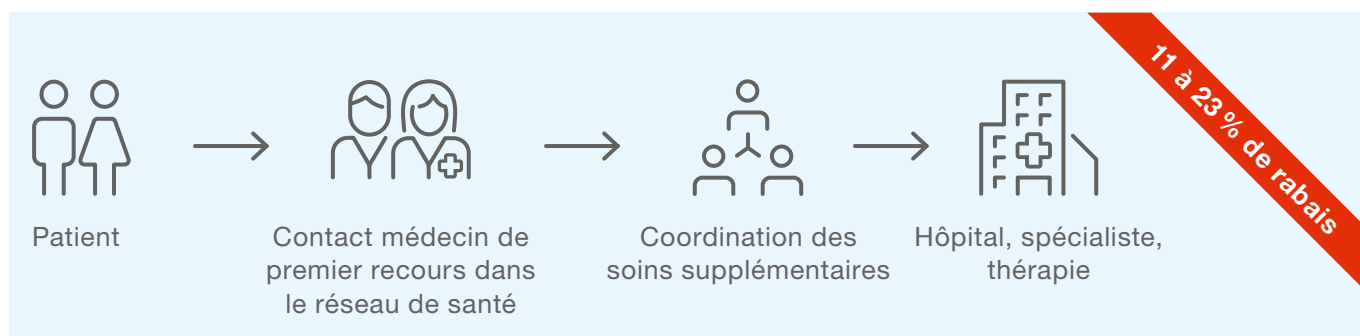 11 à 23 % de rabais
Patient
Contact médecin de
premier recours dans
le réseau de santé
Coordination des
soins supplémentaires
Hôpital, spécialiste,
thérapie